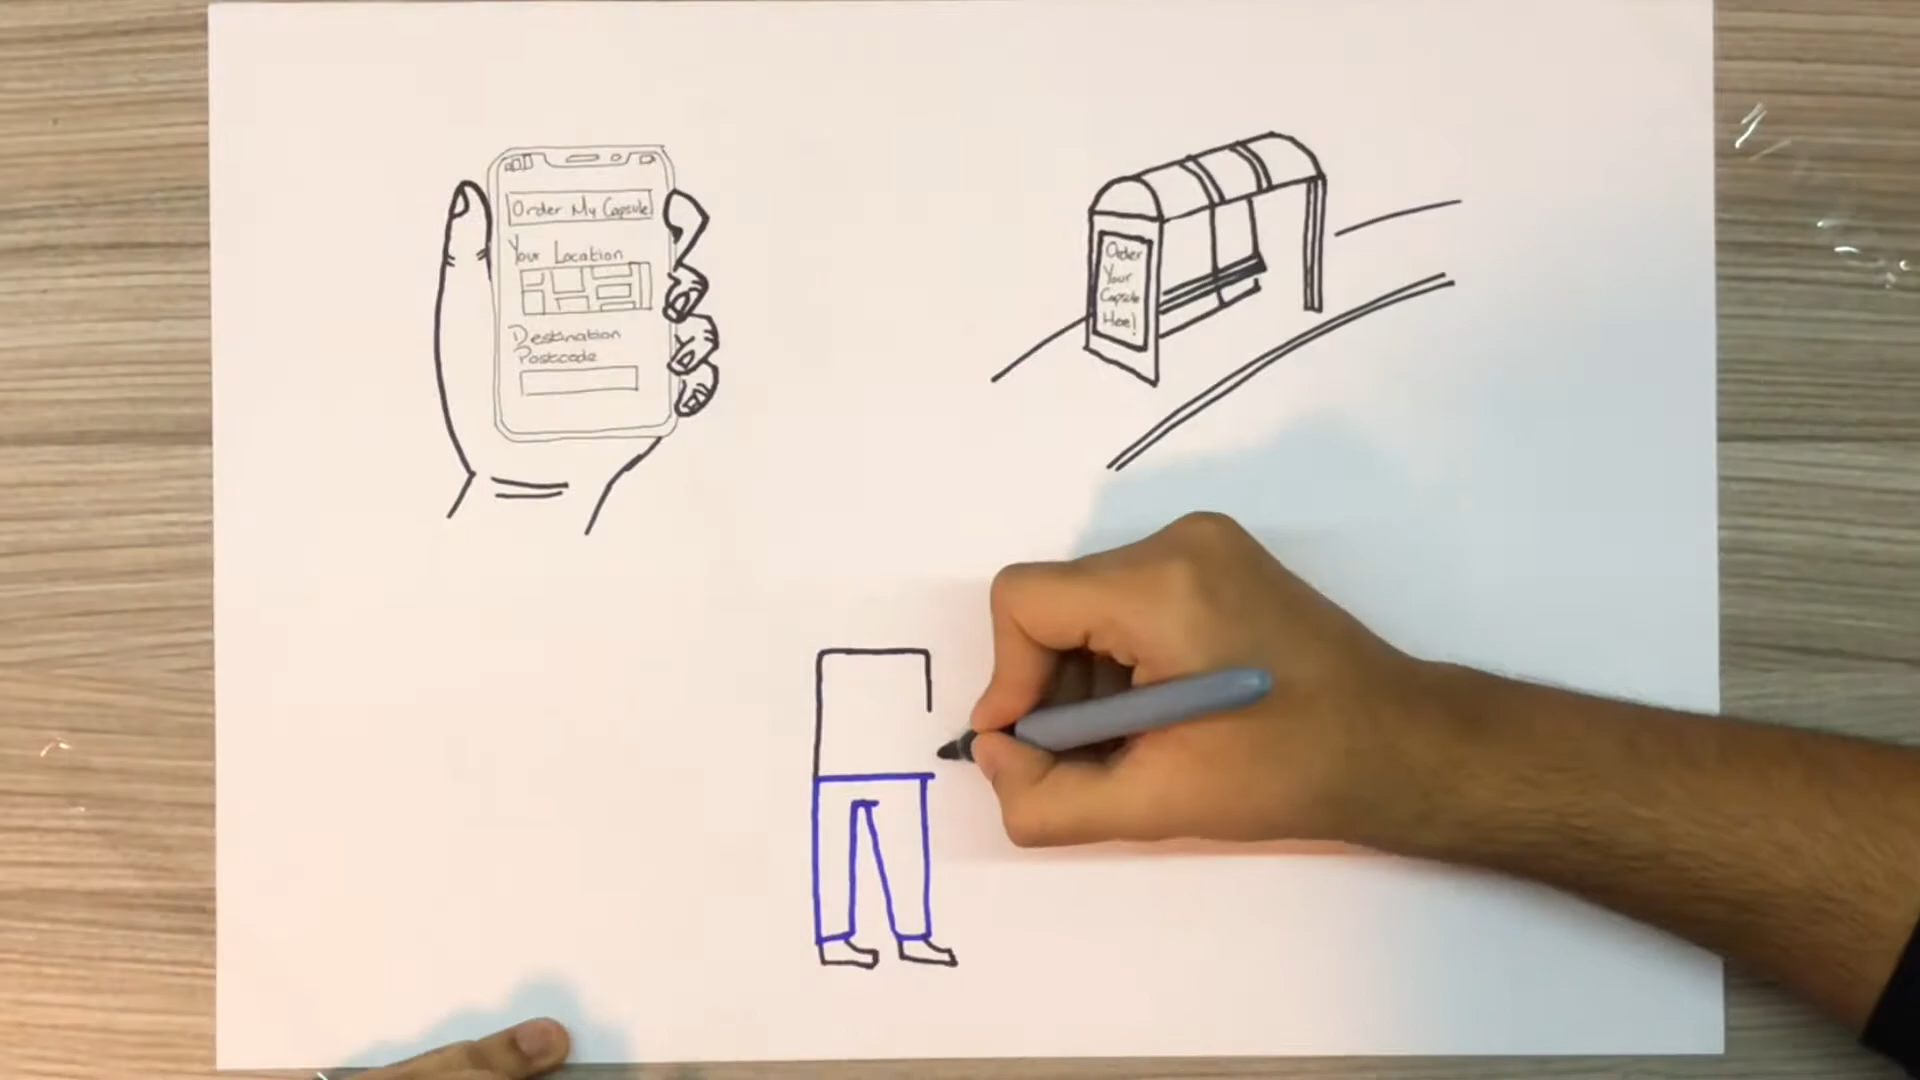 Order My Capsule
Your Location
Destination
Postcode
Order
Your
Capsule
Here!